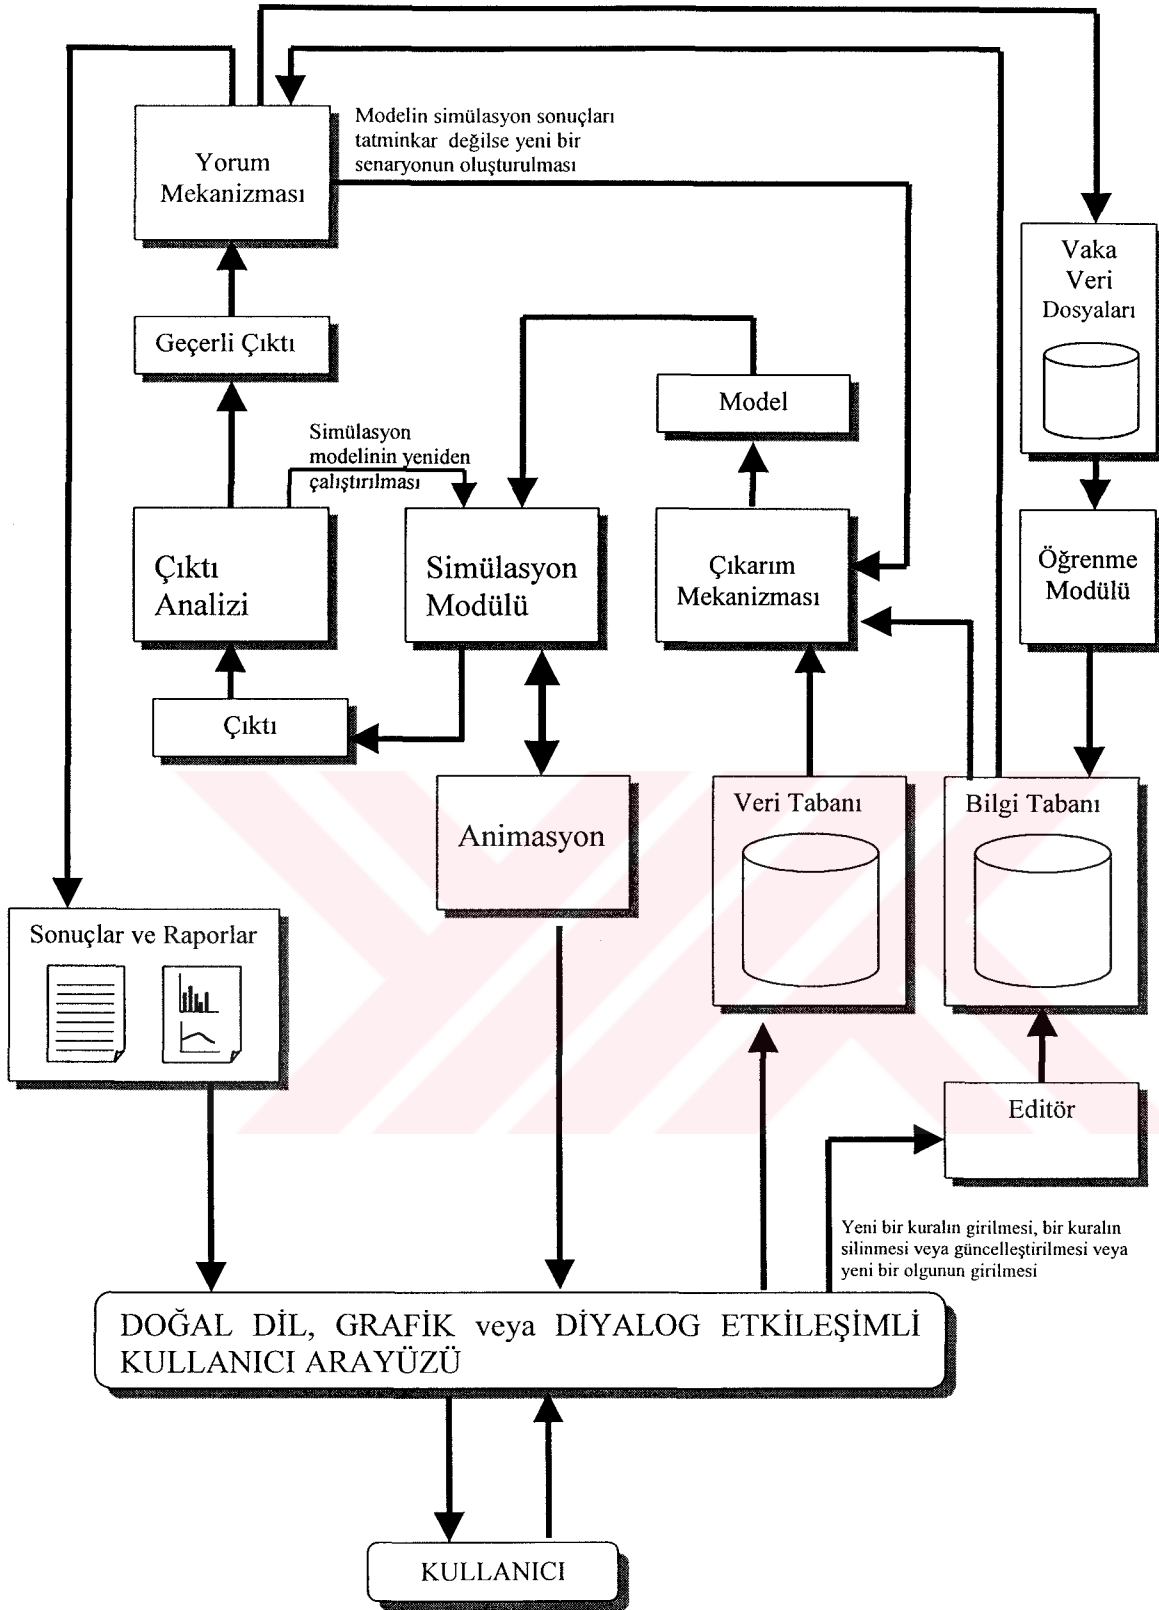 Modelin simülasyon sonuçları
tatminkar değilse yeni bir
senaryonun oluşturulması
Yorum
Mekanizması
Vaka
Veri
Dosyaları
Geçerli Çıktı
Model
Simülasyon
modelinin yeniden
çalıştırılması
Çıktı
Analizi
Simülasyon
Modülü
Çıkarım
Mekanizması
Öğrenme
Modülü
Çıktı
Animasyon
Veri Tabanı
Bilgi Tabanı
Sonuçlar ve Raporlar
Editör
Yeni bir kuralın girilmesi, bir kuralın
silinmesi veya güncelleştirilmesi veya
yeni bir olgunun girilmesi
DOĞAL DİL, GRAFİK veya DİYALOG ETKİLEŞİMLİ
KULLANICI ARAYÜZÜ
KULLANICI